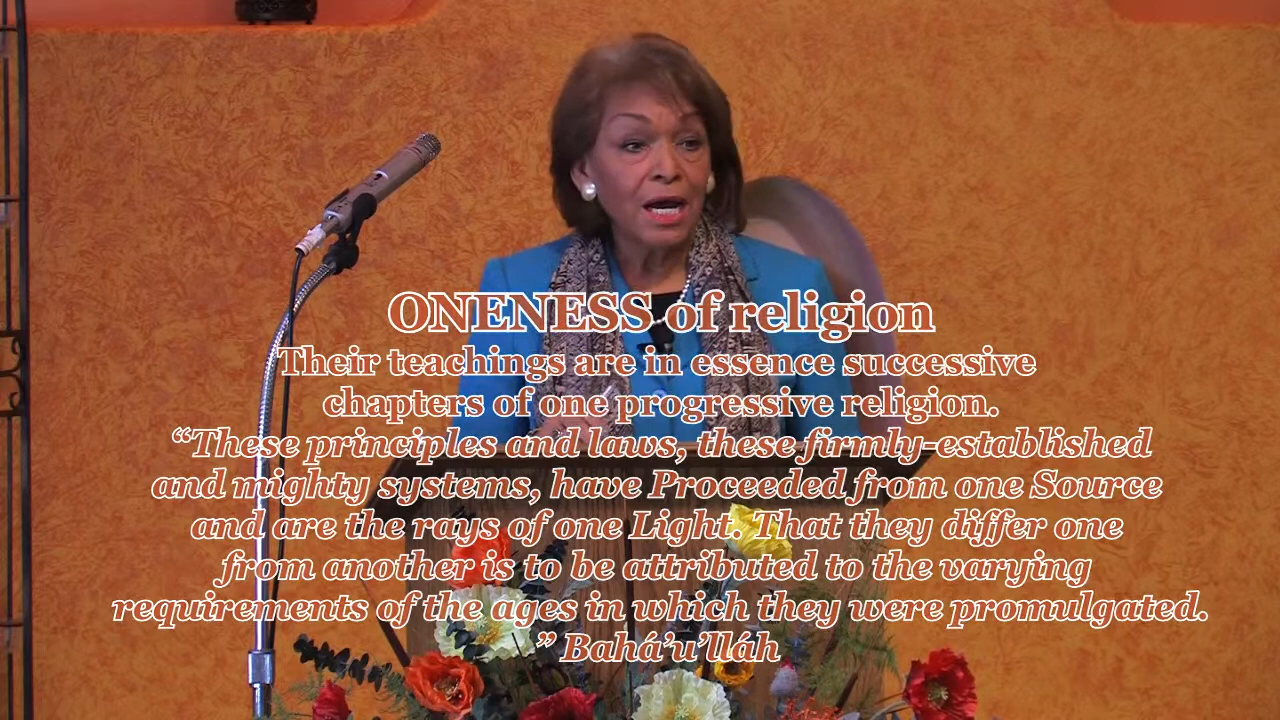 ONENESS of religion
Their teachings are in essence successive
chapters of one progressive religion.
“These principles and laws, these firmly-established
and mighty systems, have Proceeded from one Source
and are the rays of one Light. That they differ one
from another is to be attributed to the varying
requirements of the ages in which they were promulgated.
” Bahá’u’lláh